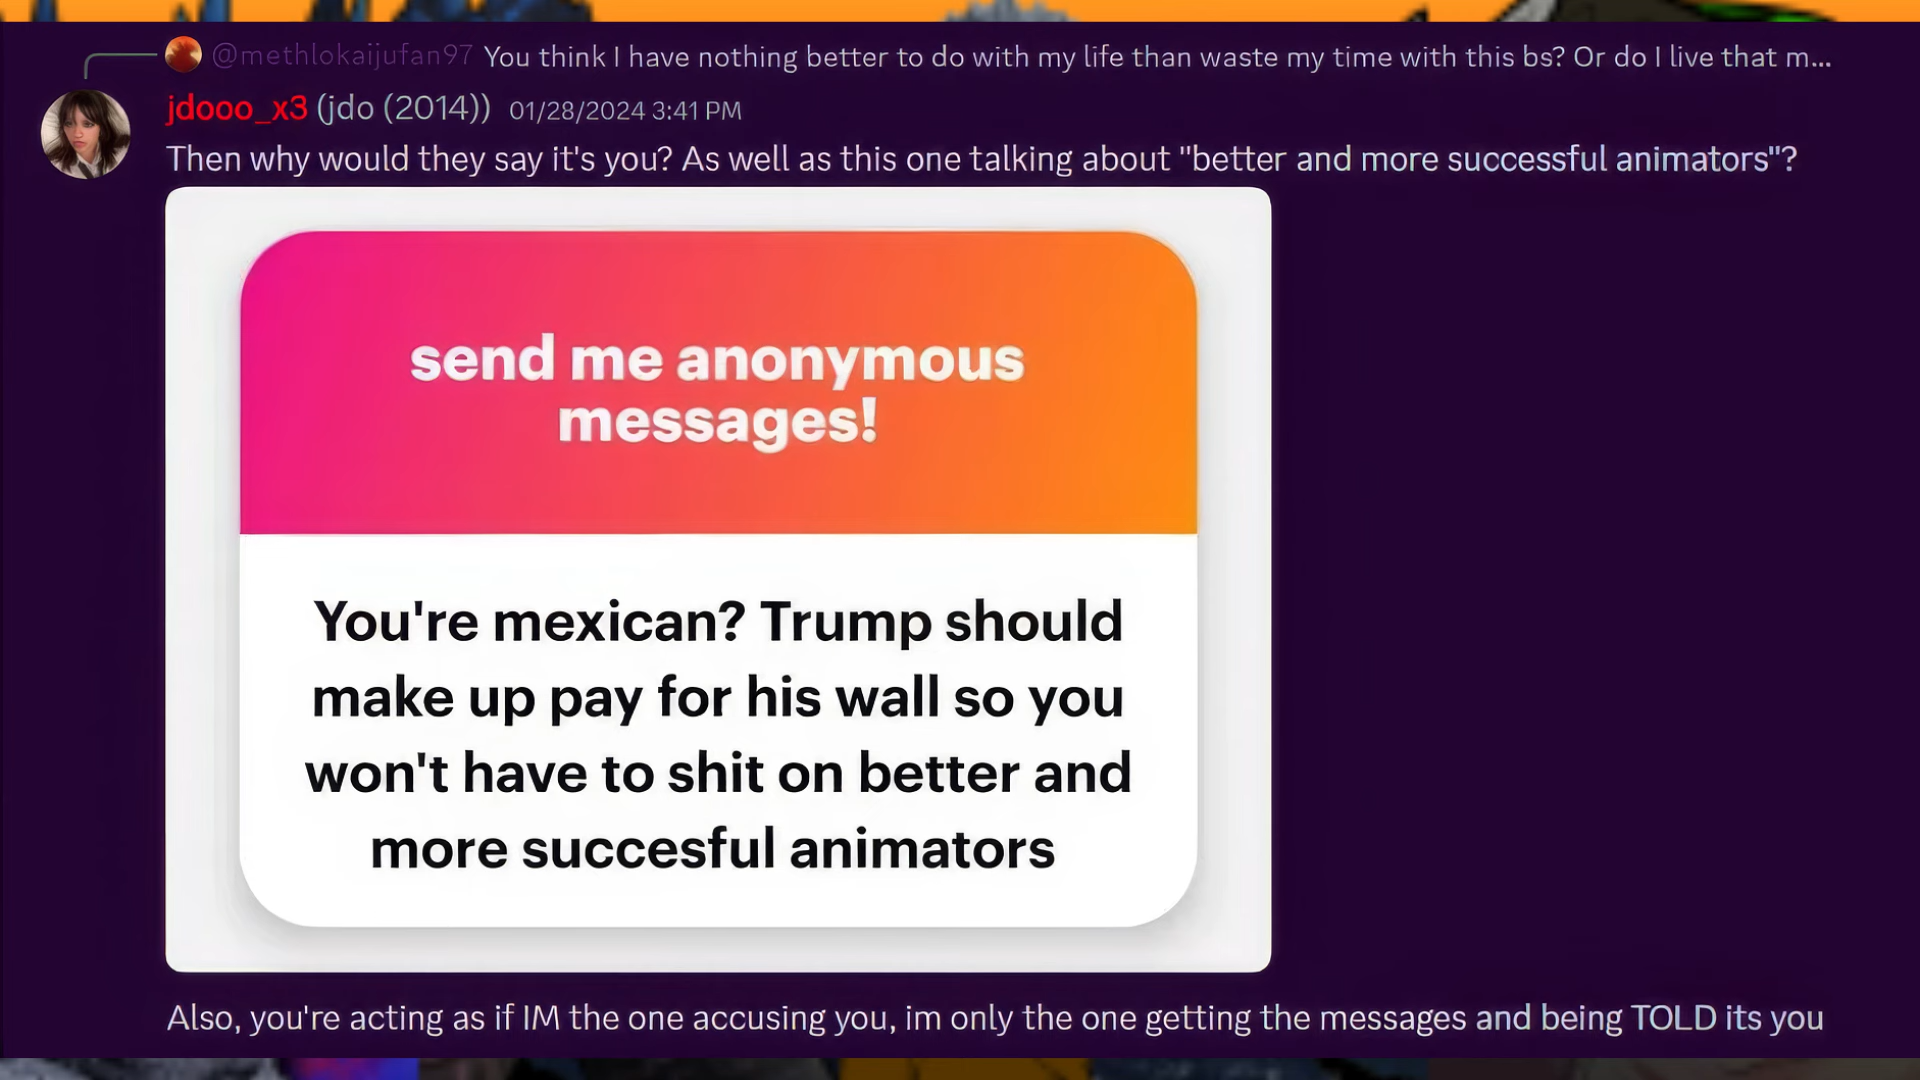 @methlokaijufan97 You think I have nothing better to do with my life than waste my time with this bs? Or do I live that m...
jdooo_x3 (jdo (2014)) 01/28/2024 3:41 PM
Then why would they say it's you? As well as this one talking about "better and more successful animators"?
send me anonymous
messages!
You're mexican? Trump should
make up pay for his wall so you
won't have to shit on better and
more succesful animators
Also, you're acting as if IM the one accusing you, im only the one getting the messages and being TOLD its you